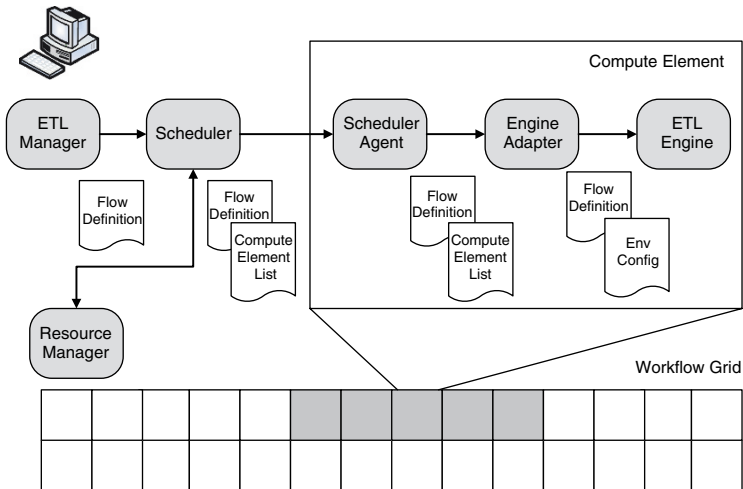 Compute Element
ETL
Manager
Scheduler
Scheduler
Agent
Engine
Adapter
ETL
Engine
Flow
Definition
Flow
Definition
Compute
Element
List
Flow
Definition
Compute
Element
List
Flow
Definition
Env
Config
Resource
Manager
Workflow Grid